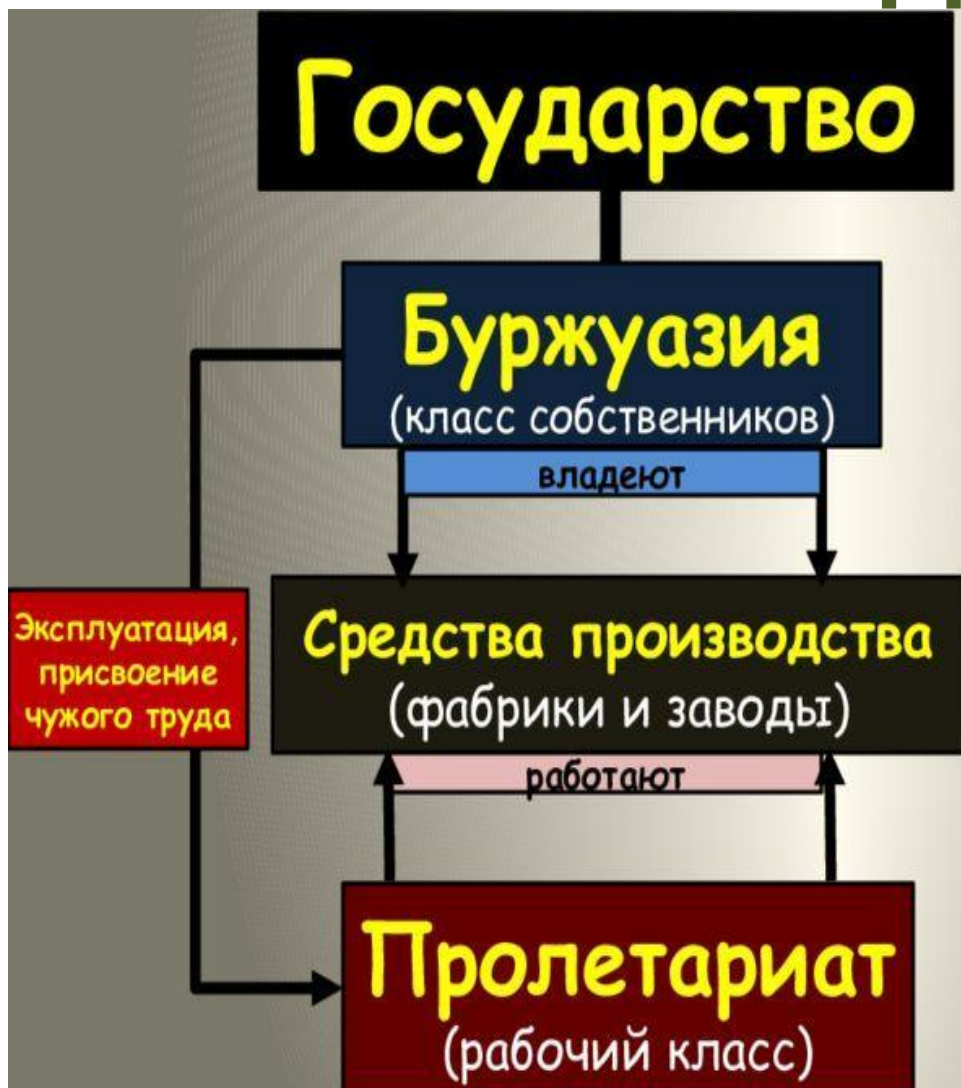 Государство
Буржуазия
(класс собственников)
владеют
Эксплуатация,
присвоение
чужого труда
Средства производства
(фабрики и заводы)
работают
Пролетариат
(рабочий класс)